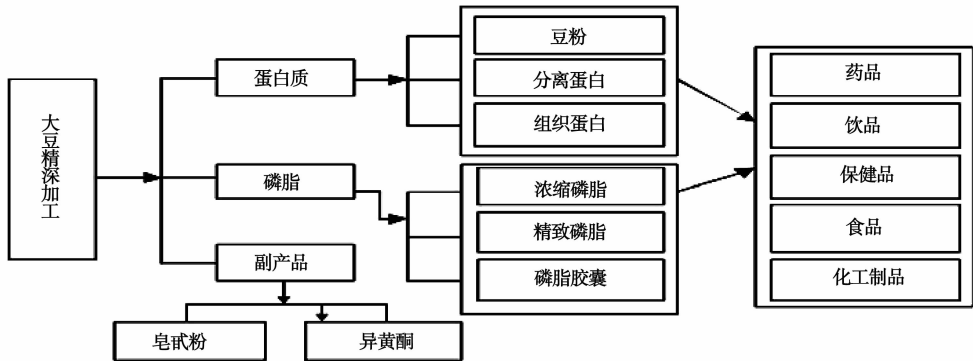 大豆精深加工
蛋白质
磷脂
副产品
皂甙粉
异黄酮
豆粉
分离蛋白
组织蛋白
浓缩磷脂
精致磷脂
磷脂胶囊
药品
饮品
保健品
食品
化工制品